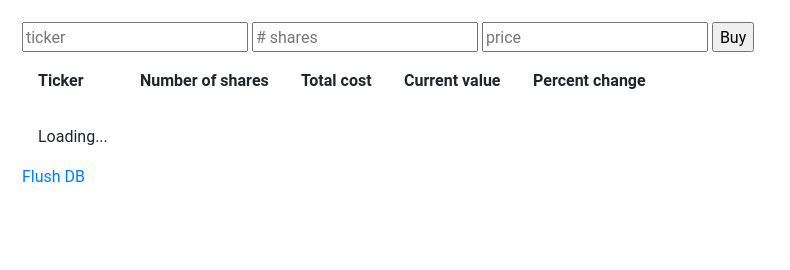 ticker # shares price Buy
Ticker Number of shares Total cost Current value Percent change
Loading...
Flush DB